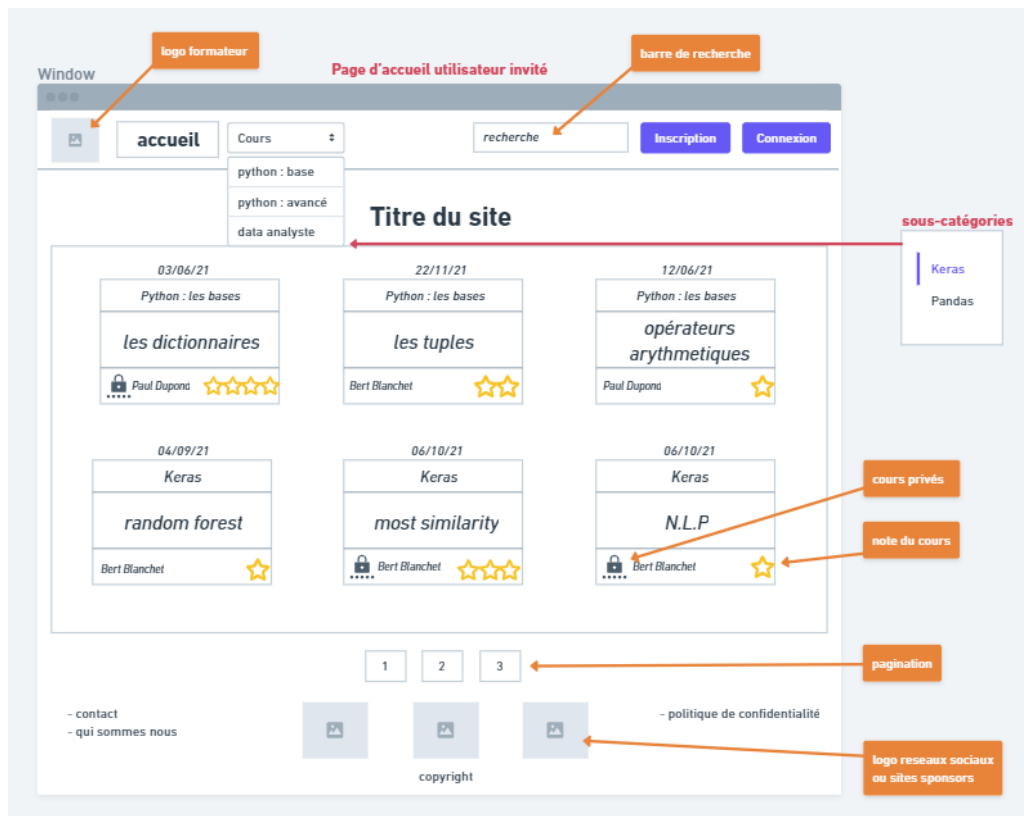 logo formateur
barre de recherche
Page d'accueil utilisateur invité
Window
accueil
Cours
recherche
Inscription
Connexion
python : base
python : avancé
data analyste
Titre du site
sous-catégories
Keras
Pandas
03/06/21
22/11/21
12/06/21
Python : les bases
Python : les bases
Python : les bases
les dictionnaires
les tuples
opérateurs
arythmetiques
Paul Dupond
Bert Blanchet
Paul Dupond
04/09/21
06/10/21
06/10/21
Keras
Keras
Keras
random forest
most similarity
N.L.P
Bert Blanchet
Bert Blanchet
Bert Blanchet
cours privés
note du cours
1
2
3
pagination
- contact
- qui sommes nous
- politique de confidentialité
logo reseaux sociaux
ou sites sponsors
copyright